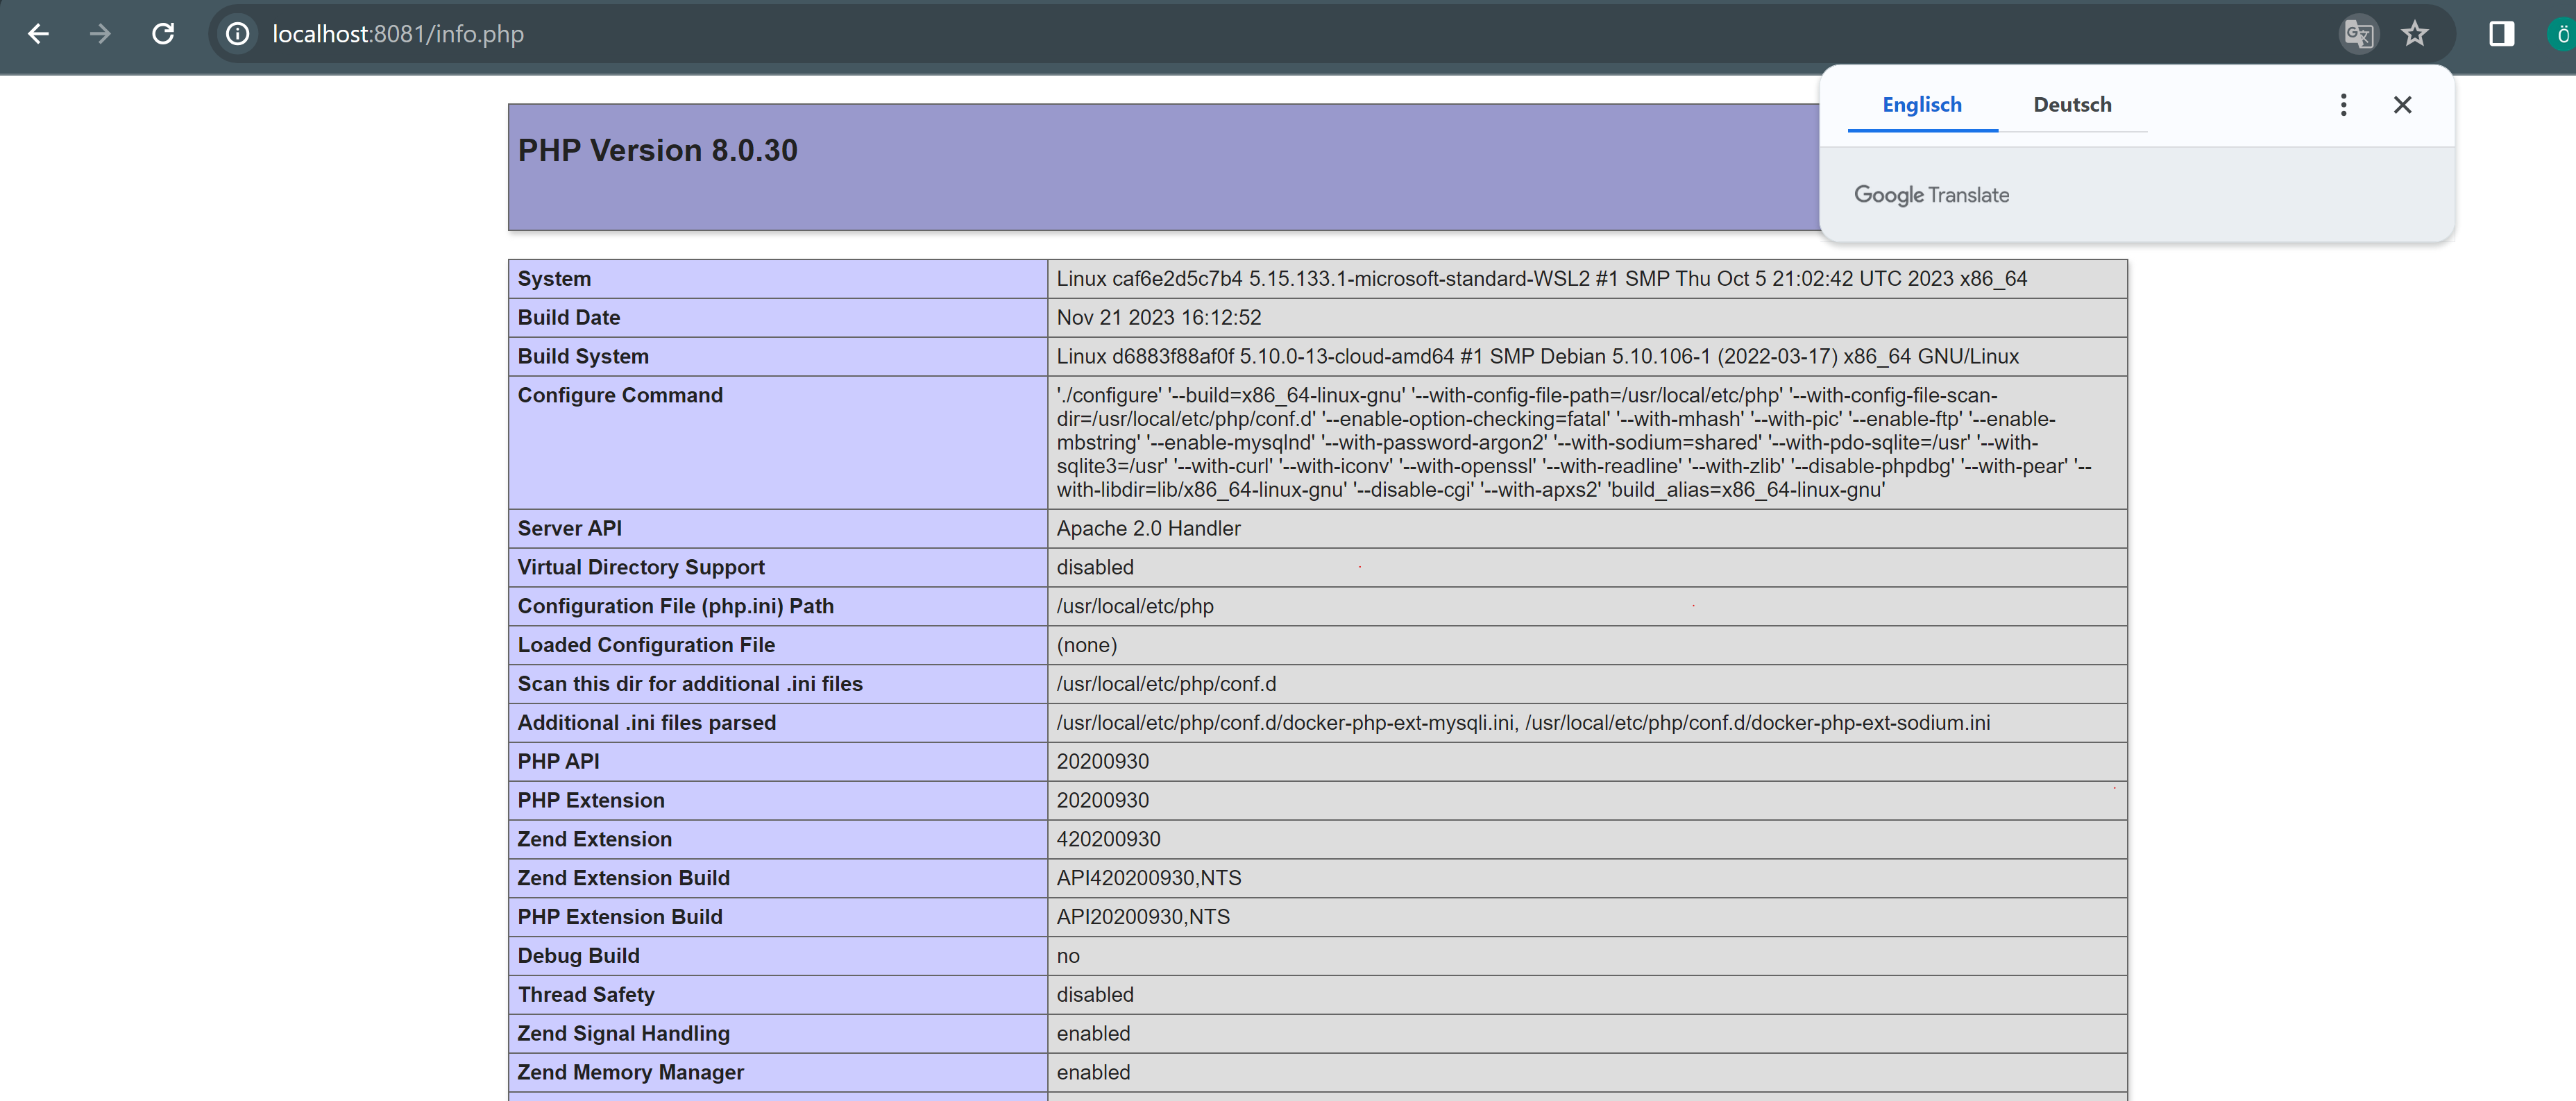 localhost:8081/info.php
Ö
Englisch Deutsch
Google Translate
PHP Version 8.0.30
System Linux caf6e2d5c7b4 5.15.133.1-microsoft-standard-WSL2 #1 SMP Thu Oct 5 21:02:42 UTC 2023 x86_64
Build Date Nov 21 2023 16:12:52
Build System Linux d6883f88af0f 5.10.0-13-cloud-amd64 #1 SMP Debian 5.10.106-1 (2022-03-17) x86_64 GNU/Linux
Configure Command './configure' '--build=x86_64-linux-gnu' '--with-config-file-path=/usr/local/etc/php' '--with-config-file-scan-
dir=/usr/local/etc/php/conf.d' '--enable-option-checking=fatal' '--with-mhash' '--with-pic' '--enable-ftp' '--enable-
mbstring' '--enable-mysqlnd' '--with-password-argon2' '--with-sodium=shared' '--with-pdo-sqlite=/usr' '--with-
sqlite3=/usr' '--with-curl' '--with-iconv' '--with-openssl' '--with-readline' '--with-zlib' '--disable-phpdbg' '--with-pear' '--
with-libdir=lib/x86_64-linux-gnu' '--disable-cgi' '--with-apxs2' 'build_alias=x86_64-linux-gnu'
Server API Apache 2.0 Handler
Virtual Directory Support disabled
Configuration File (php.ini) Path /usr/local/etc/php
Loaded Configuration File (none)
Scan this dir for additional .ini files /usr/local/etc/php/conf.d
Additional .ini files parsed /usr/local/etc/php/conf.d/docker-php-ext-mysqli.ini, /usr/local/etc/php/conf.d/docker-php-ext-sodium.ini
PHP API 20200930
PHP Extension 20200930
Zend Extension 420200930
Zend Extension Build API420200930,NTS
PHP Extension Build API20200930,NTS
Debug Build no
Thread Safety disabled
Zend Signal Handling enabled
Zend Memory Manager enabled